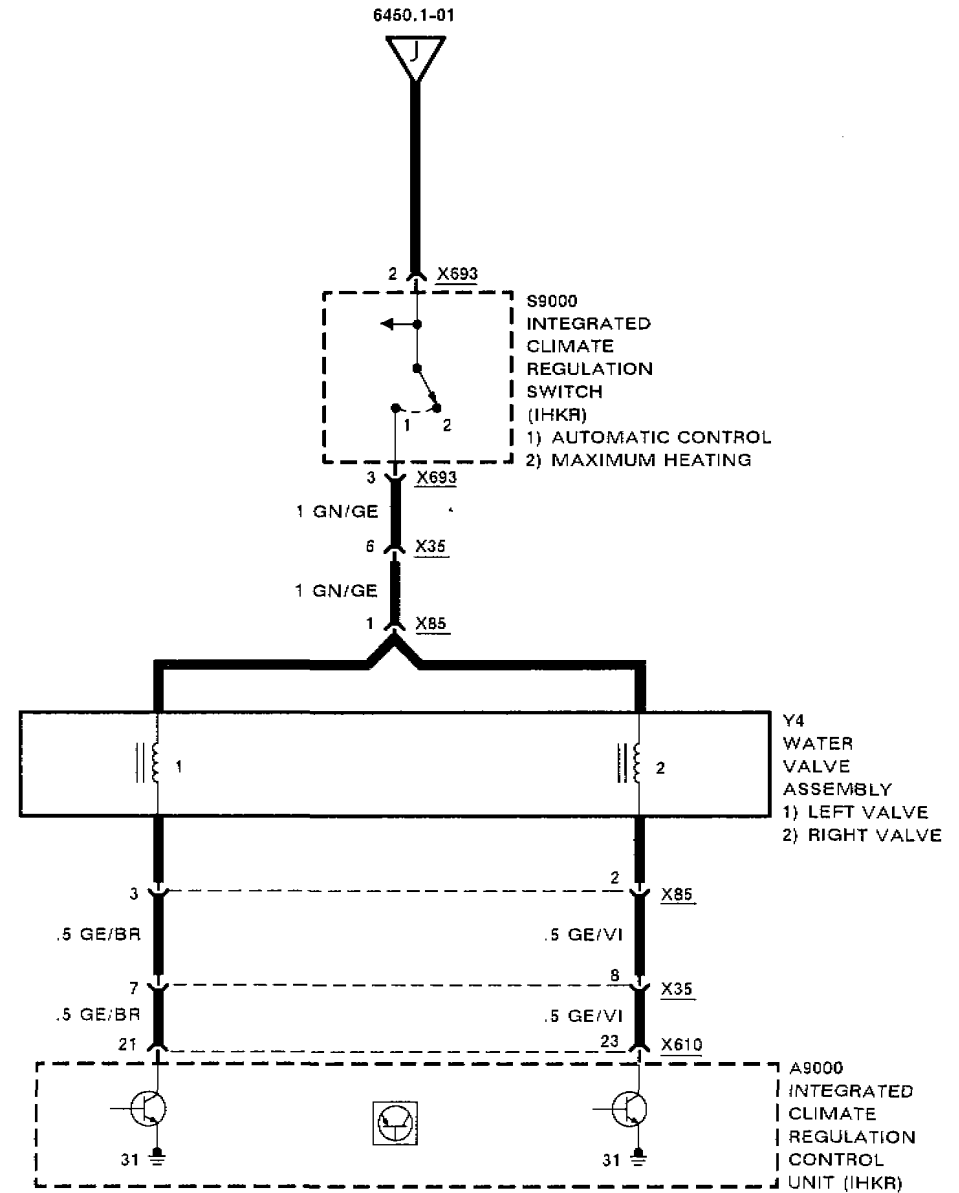 6450.1-01
J
2 X693
S9000
INTEGRATED
CLIMATE
REGULATION
SWITCH
(IHKR)
1) AUTOMATIC CONTROL
2) MAXIMUM HEATING
1 2
3 X693
1 GN/GE
6 X35
1 GN/GE
1 X85
Y4
WATER
VALVE
ASSEMBLY
1) LEFT VALVE
2) RIGHT VALVE
1
2
3 2 X85
.5 GE/BR .5 GE/VI
7 8 X35
.5 GE/BR .5 GE/VI
21 23 X610
A9000
INTEGRATED
CLIMATE
REGULATION
CONTROL
UNIT (IHKR)
31 31